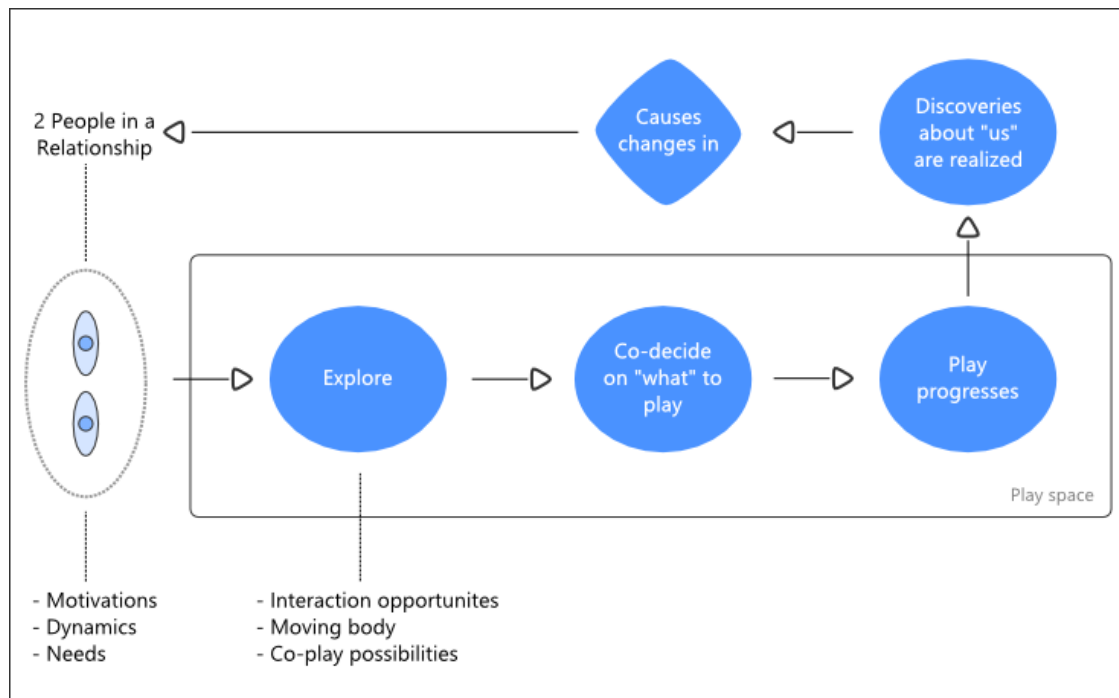 2 People in a
Relationship
Causes
changes in
Discoveries
about "us"
are realized
Explore
Co-decide
on "what" to
play
Play
progresses
Play space
- Motivations
- Dynamics
- Needs
- Interaction opportunites
- Moving body
- Co-play possibilities